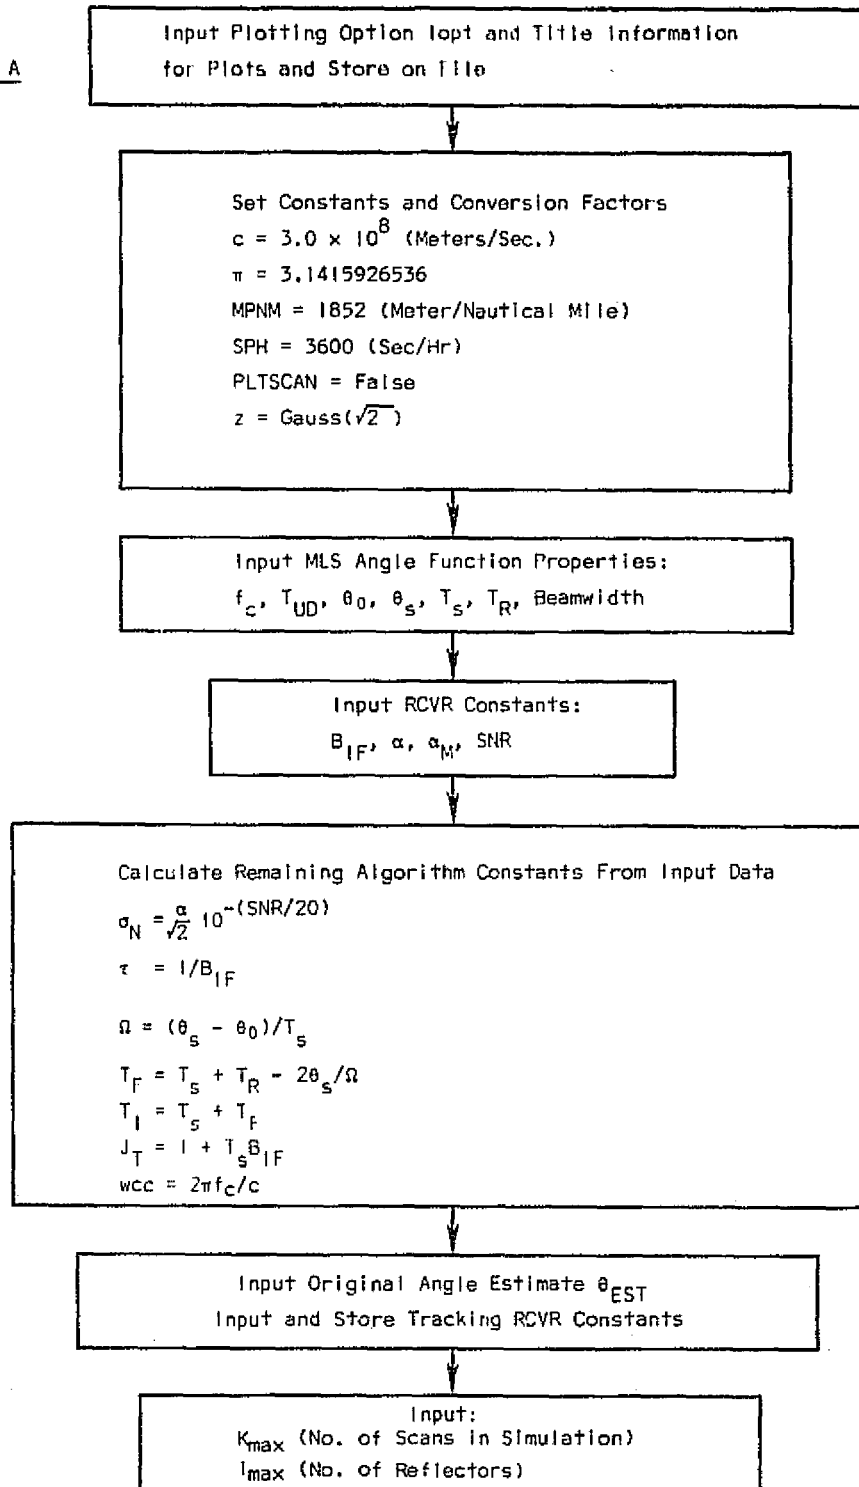 Input Plotting Option Iopt and Title Information
A
for Plots and Store on File
Set Constants and Conversion Factors
c = 3.0 × 10⁸ (Meters/Sec.)
π = 3.1415926536
MPNM = 1852 (Meter/Nautical Mile)
SPH = 3600 (Sec/Hr)
PLTSCAN = False
z = Gauss(√2 )
Input MLS Angle Function Properties:
f_c, T_UD, θ_0, θ_s, T_s, T_R, Beamwidth
Input RCVR Constants:
B_IF, α, α_M, SNR
Calculate Remaining Algorithm Constants From Input Data
σ_N = α/√2 10^-(SNR/20)
τ = 1/B_IF
Ω = (θ_s - θ_0)/T_s
T_F = T_s + T_R - 2θ_s/Ω
T_I = T_s + T_F
J_T = 1 + T_s B_IF
wcc = 2πf_c/c
Input Original Angle Estimate θ_EST
Input and Store Tracking RCVR Constants
Input:
K_max (No. of Scans in Simulation)
I_max (No. of Reflectors)